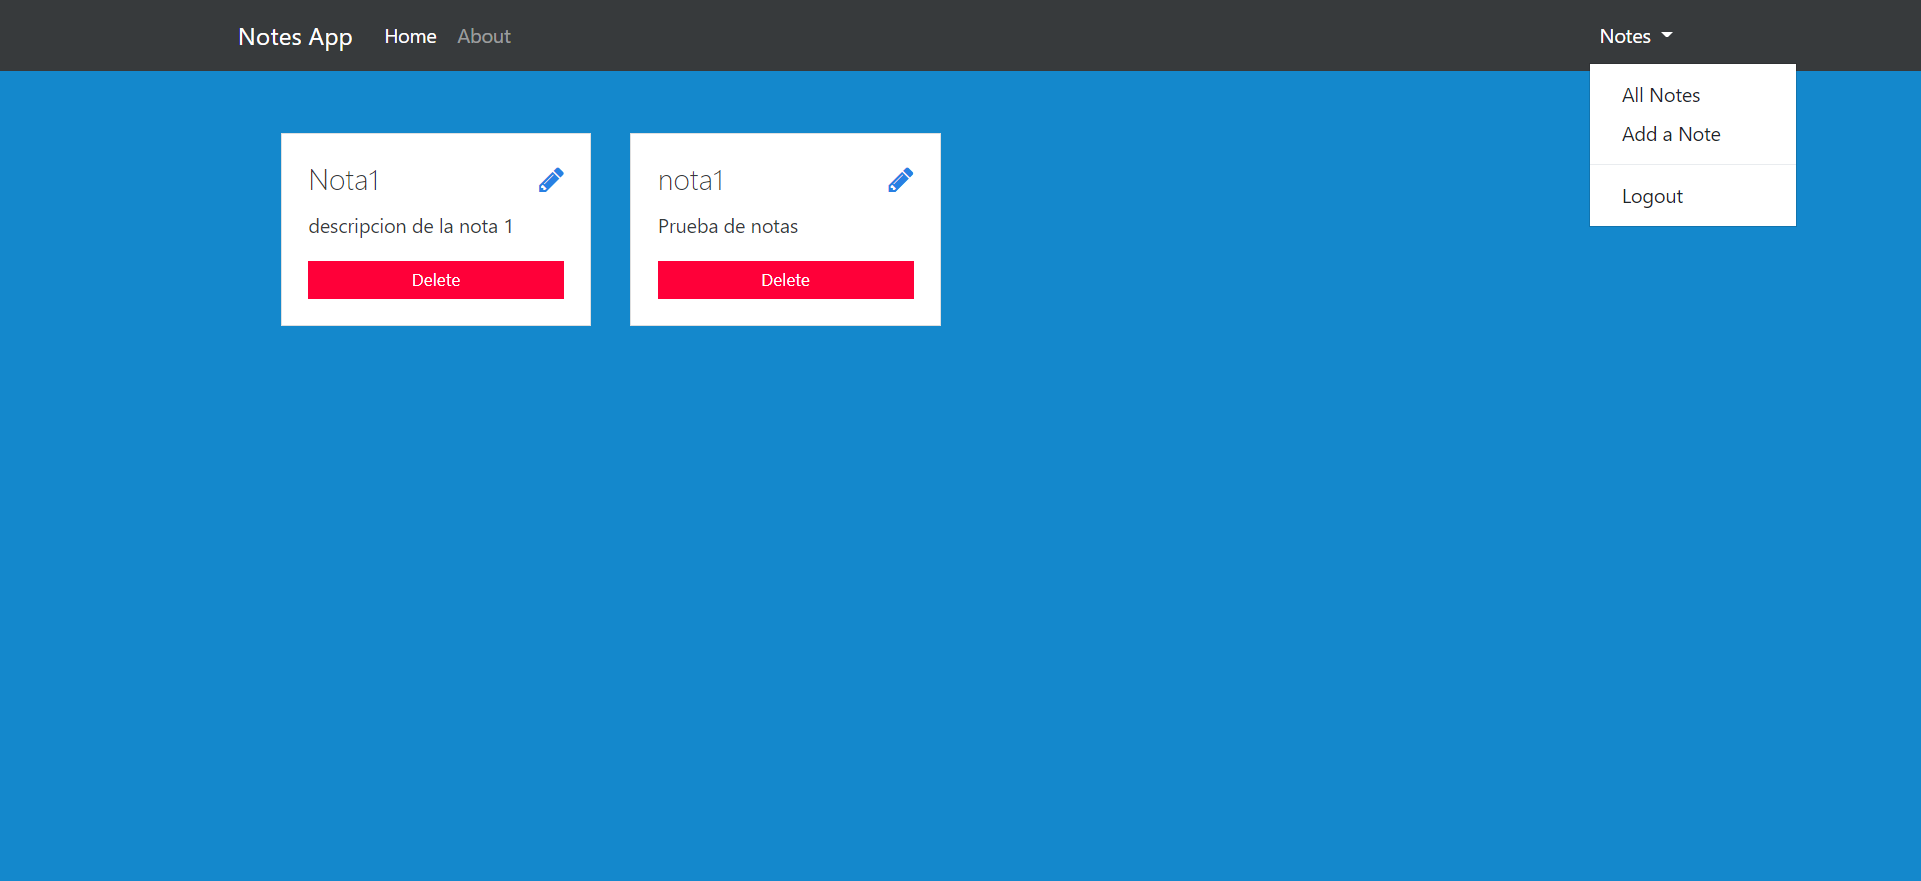 Notes App Home About Notes
All Notes
Add a Note
Logout
Nota1
descripcion de la nota 1
Delete
nota1
Prueba de notas
Delete